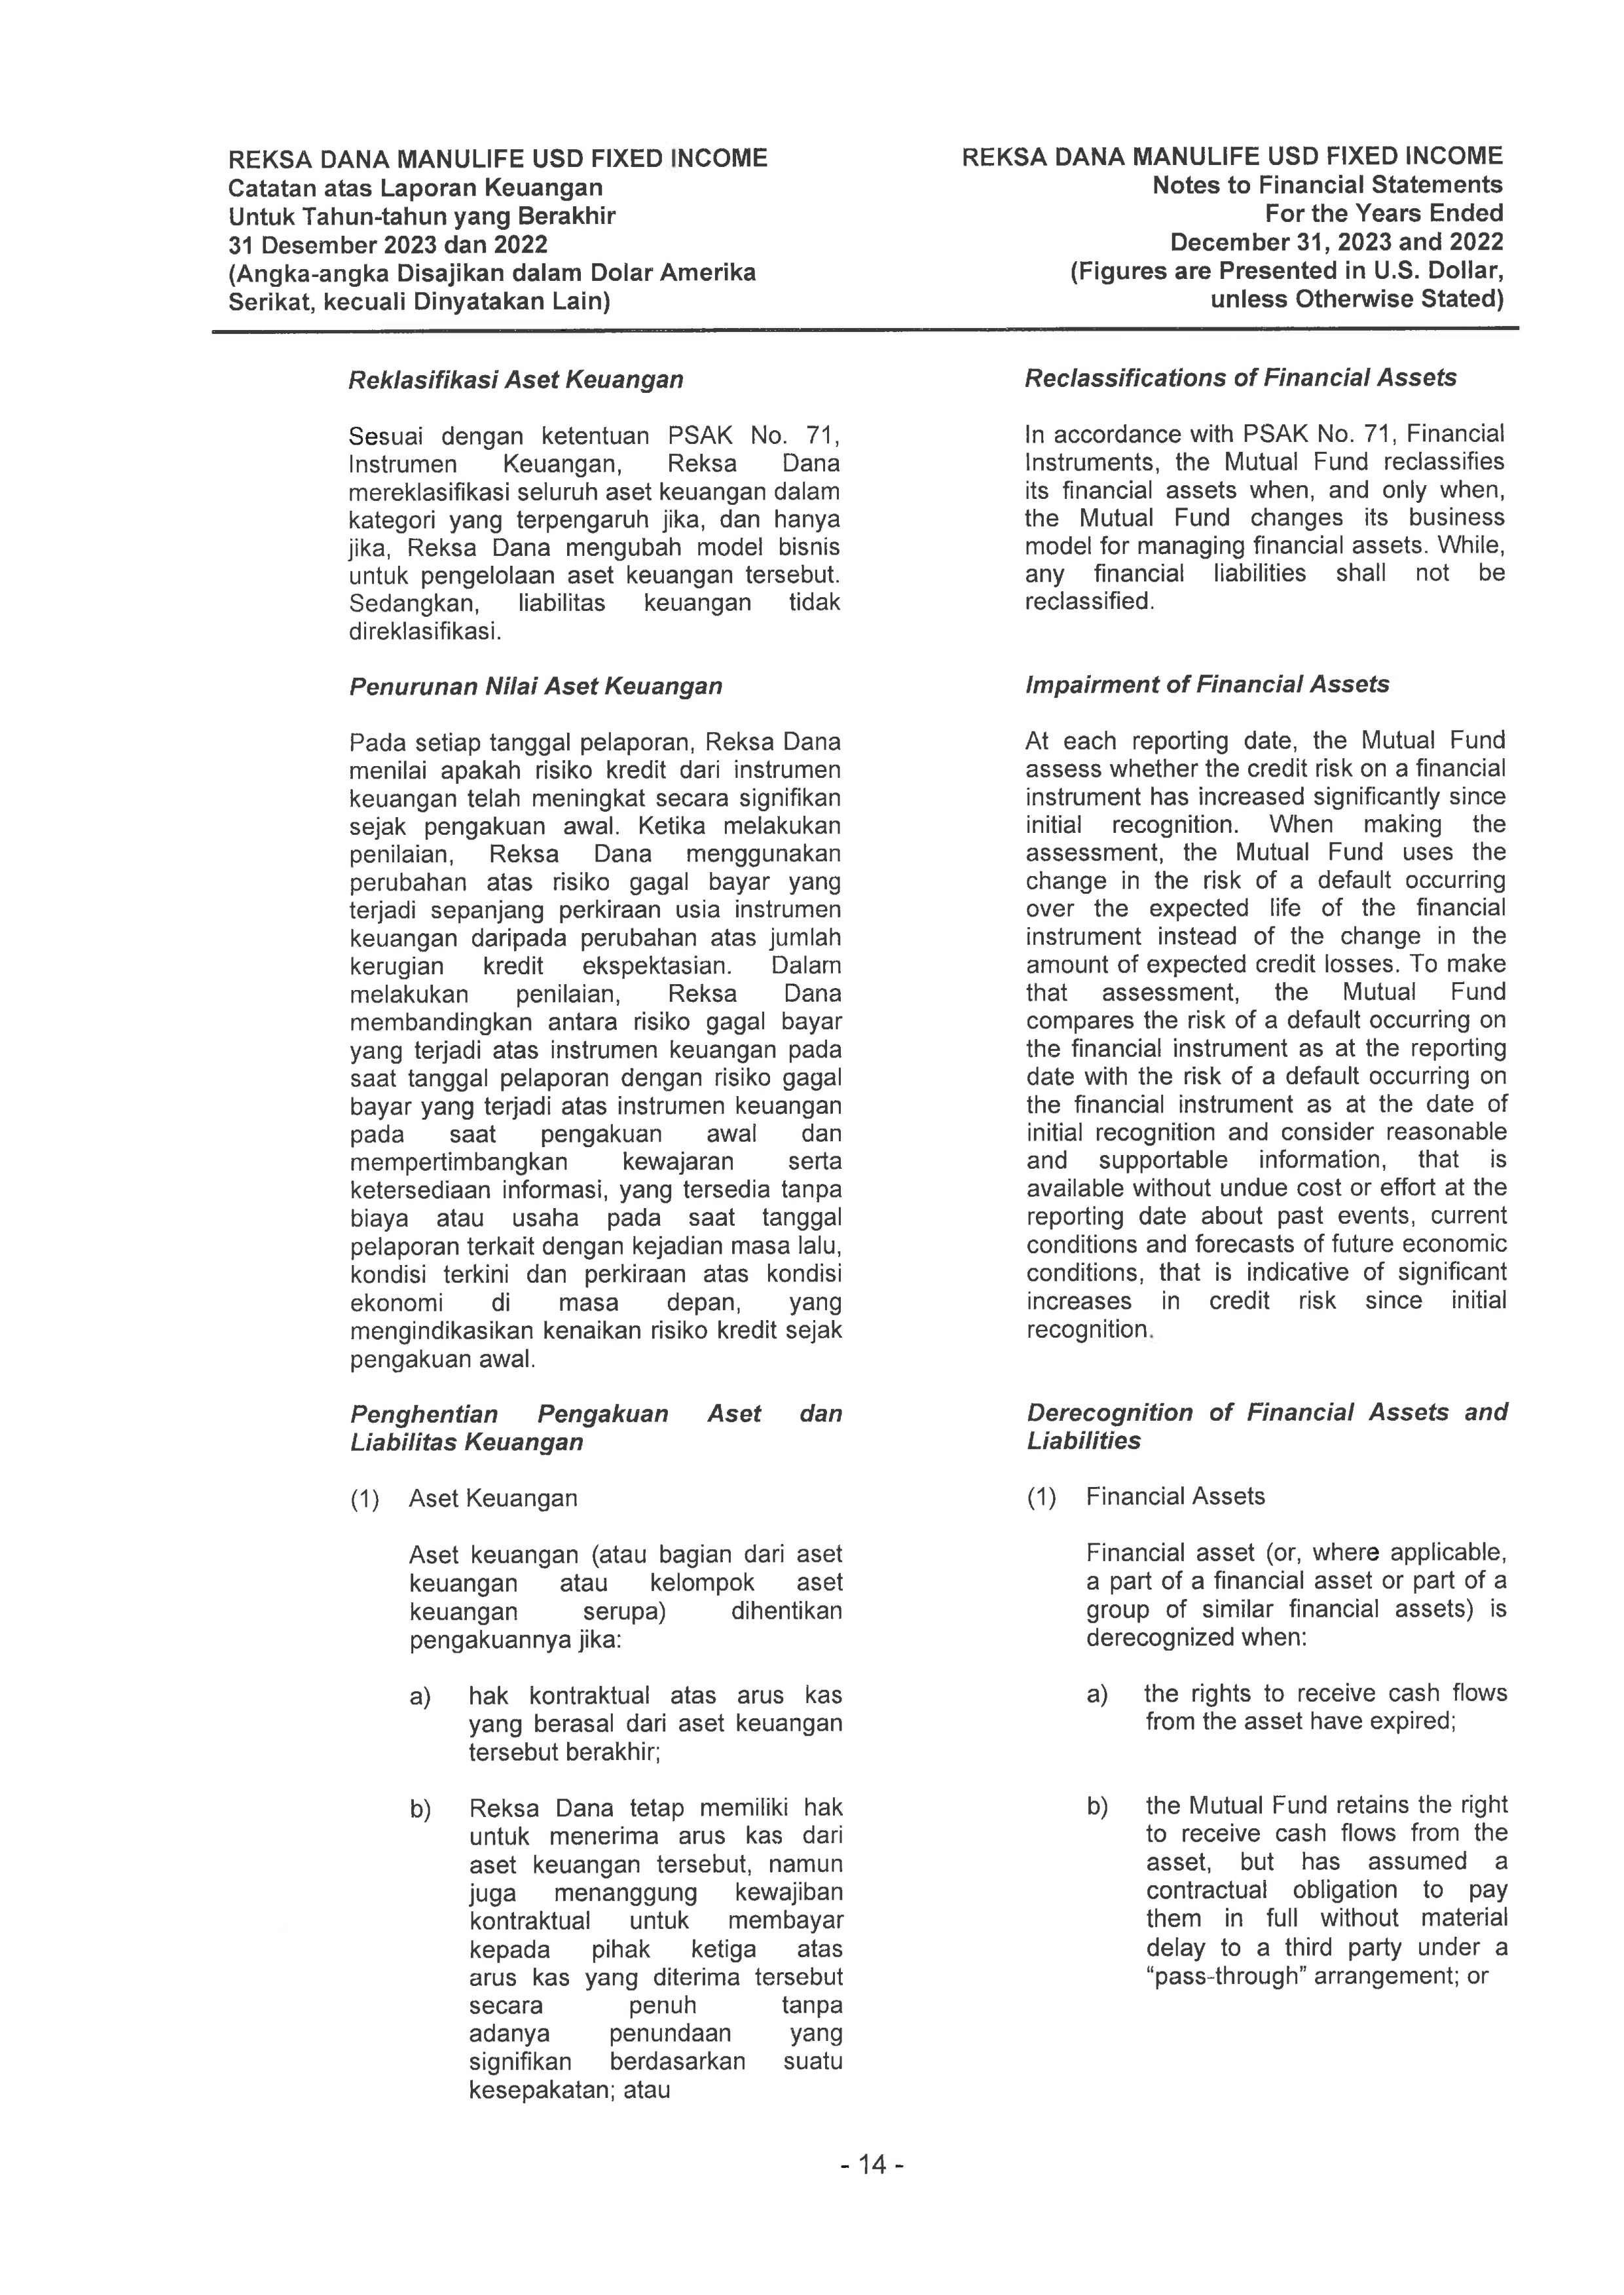 REKSA DANA MANULIFE USD FIXED INCOME
Catatan atas Laporan Keuangan
Untuk Tahun-tahun yang Berakhir
31 Desember 2023 dan 2022
(Angka-angka Disajikan dalam Dolar Amerika
Serikat, kecuali Dinyatakan Lain)
REKSA DANA MANULIFE USD FIXED INCOME
Notes to Financial Statements
For the Years Ended
December 31, 2023 and 2022
(Figures are Presented in U.S. Dollar,
unless Otherwise Stated)
Reklasifikasi Aset Keuangan
Sesuai dengan ketentuan PSAK No. 71,
Instrumen Keuangan, Reksa Dana
mereklasifikasi seluruh aset keuangan dalam
kategori yang terpengaruh jika, dan hanya
jika, Reksa Dana mengubah model bisnis
untuk pengelolaan aset keuangan tersebut.
Sedangkan, liabilitas keuangan tidak
direklasifikasi.
Penurunan Nilai Aset Keuangan
Pada setiap tanggal pelaporan, Reksa Dana
menilai apakah risiko kredit dari instrumen
keuangan telah meningkat secara signifikan
sejak pengakuan awal. Ketika melakukan
penilaian, Reksa Dana menggunakan
perubahan atas risiko gagal bayar yang
terjadi sepanjang perkiraan usia instrumen
keuangan daripada perubahan atas jumlah
kerugian kredit ekspektasian. Dalam
melakukan penilaian, Reksa Dana
membandingkan antara risiko gagal bayar
yang terjadi atas instrumen keuangan pada
saat tanggal pelaporan dengan risiko gagal
bayar yang terjadi atas instrumen keuangan
pada saat pengakuan awal dan
mempertimbangkan kewajaran serta
ketersediaan informasi, yang tersedia tanpa
biaya atau usaha pada saat tanggal
pelaporan terkait dengan kejadian masa lalu,
kondisi terkini dan perkiraan atas kondisi
ekonomi di masa depan, yang
mengindikasikan kenaikan risiko kredit sejak
pengakuan awal.
Penghentian Pengakuan Aset dan
Liabilitas Keuangan
(1) Aset Keuangan
Aset keuangan (atau bagian dari aset
keuangan atau kelompok aset
keuangan serupa) dihentikan
pengakuannya jika:
a) hak kontraktual atas arus kas
yang berasal dari aset keuangan
tersebut berakhir;
b) Reksa Dana tetap memiliki hak
untuk menerima arus kas dari
aset keuangan tersebut, namun
juga menanggung kewajiban
kontraktual untuk membayar
kepada pihak ketiga atas
arus kas yang diterima tersebut
secara penuh tanpa
adanya penundaan yang
signifikan berdasarkan suatu
kesepakatan; atau
Reclassifications of Financial Assets
In accordance with PSAK No. 71, Financial
Instruments, the Mutual Fund reclassifies
its financial assets when, and only when,
the Mutual Fund changes its business
model for managing financial assets. While,
any financial liabilities shall not be
reclassified.
Impairment of Financial Assets
At each reporting date, the Mutual Fund
assess whether the credit risk on a financial
instrument has increased significantly since
initial recognition. When making the
assessment, the Mutual Fund uses the
change in the risk of a default occurring
over the expected life of the financial
instrument instead of the change in the
amount of expected credit losses. To make
that assessment, the Mutual Fund
compares the risk of a default occurring on
the financial instrument as at the reporting
date with the risk of a default occurring on
the financial instrument as at the date of
initial recognition and consider reasonable
and supportable information, that is
available without undue cost or effort at the
reporting date about past events, current
conditions and forecasts of future economic
conditions, that is indicative of significant
increases in credit risk since initial
recognition.
Derecognition of Financial Assets and
Liabilities
(1) Financial Assets
Financial asset (or, where applicable,
a part of a financial asset or part of a
group of similar financial assets) is
derecognized when:
a) the rights to receive cash flows
from the asset have expired;
b) the Mutual Fund retains the right
to receive cash flows from the
asset, but has assumed a
contractual obligation to pay
them in full without material
delay to a third party under a
“pass-through” arrangement; or
- 14 -